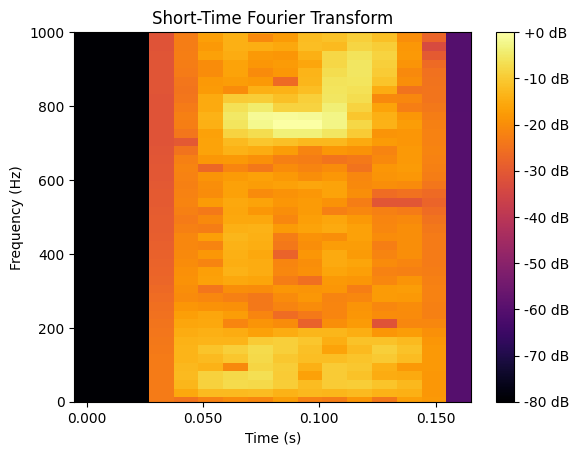 Short-Time Fourier Transform
1000
800
600
400
200
0
Frequency (Hz)
0.000
0.050
0.100
0.150
Time (s)
+0 dB
-10 dB
-20 dB
-30 dB
-40 dB
-50 dB
-60 dB
-70 dB
-80 dB